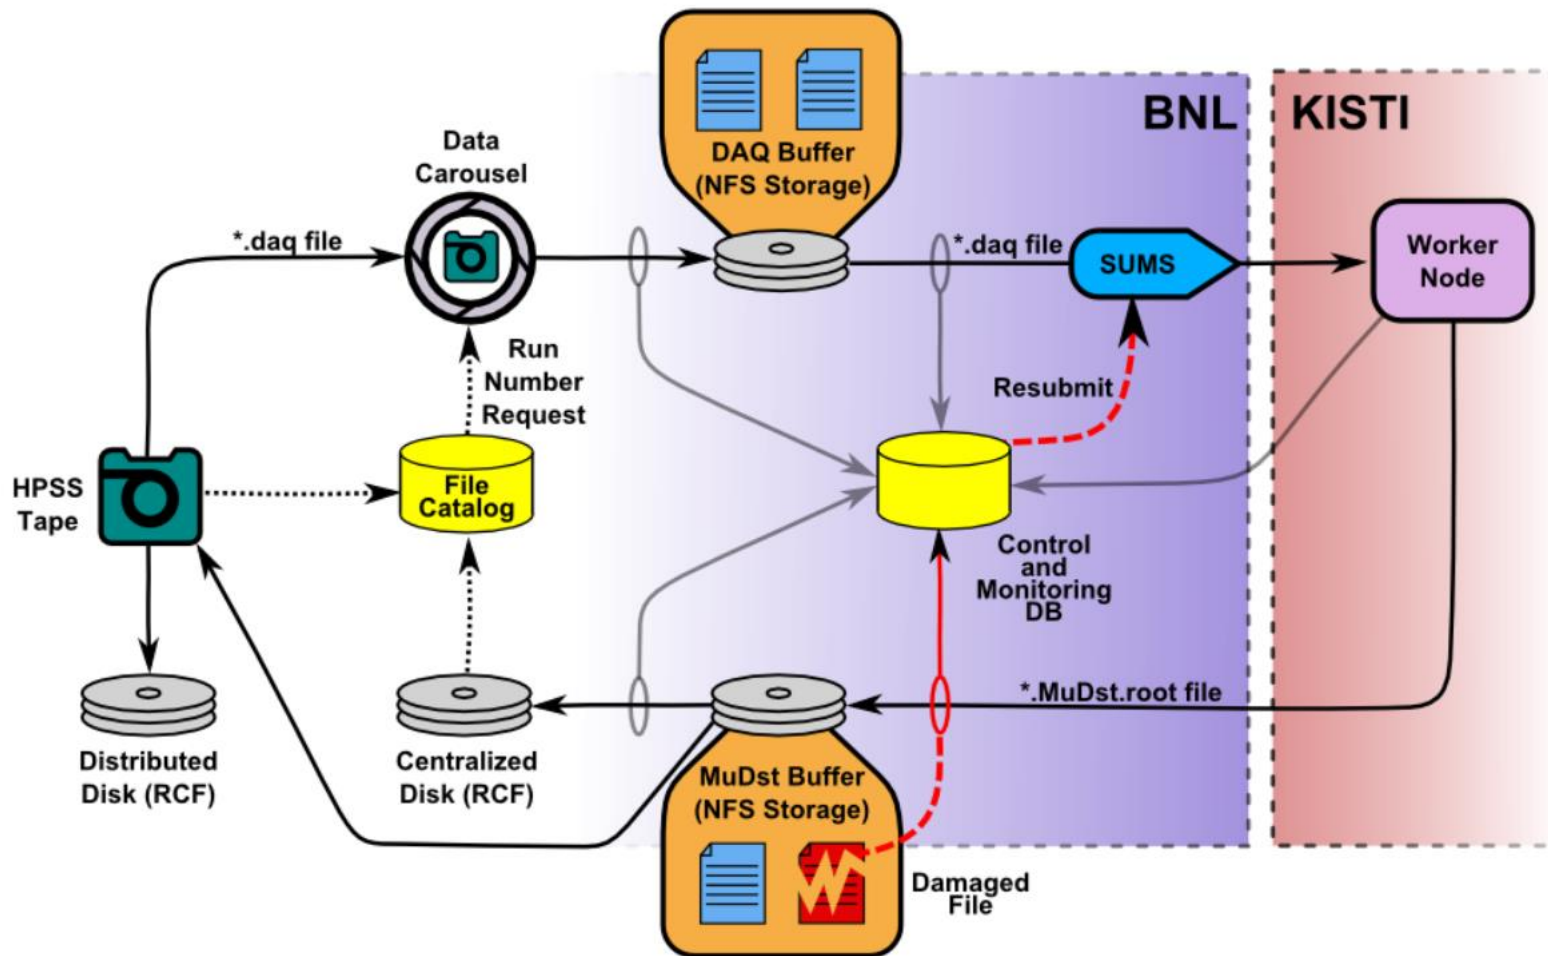 DAQ Buffer
(NFS Storage)
BNL
KISTI
Data
Carousel
*.daq file
*.daq file
SUMS
Worker
Node
Run
Number
Request
Resubmit
HPSS
Tape
File
Catalog
Control
and
Monitoring
DB
*.MuDst.root file
Distributed
Disk (RCF)
Centralized
Disk (RCF)
MuDst Buffer
(NFS Storage)
Damaged
File